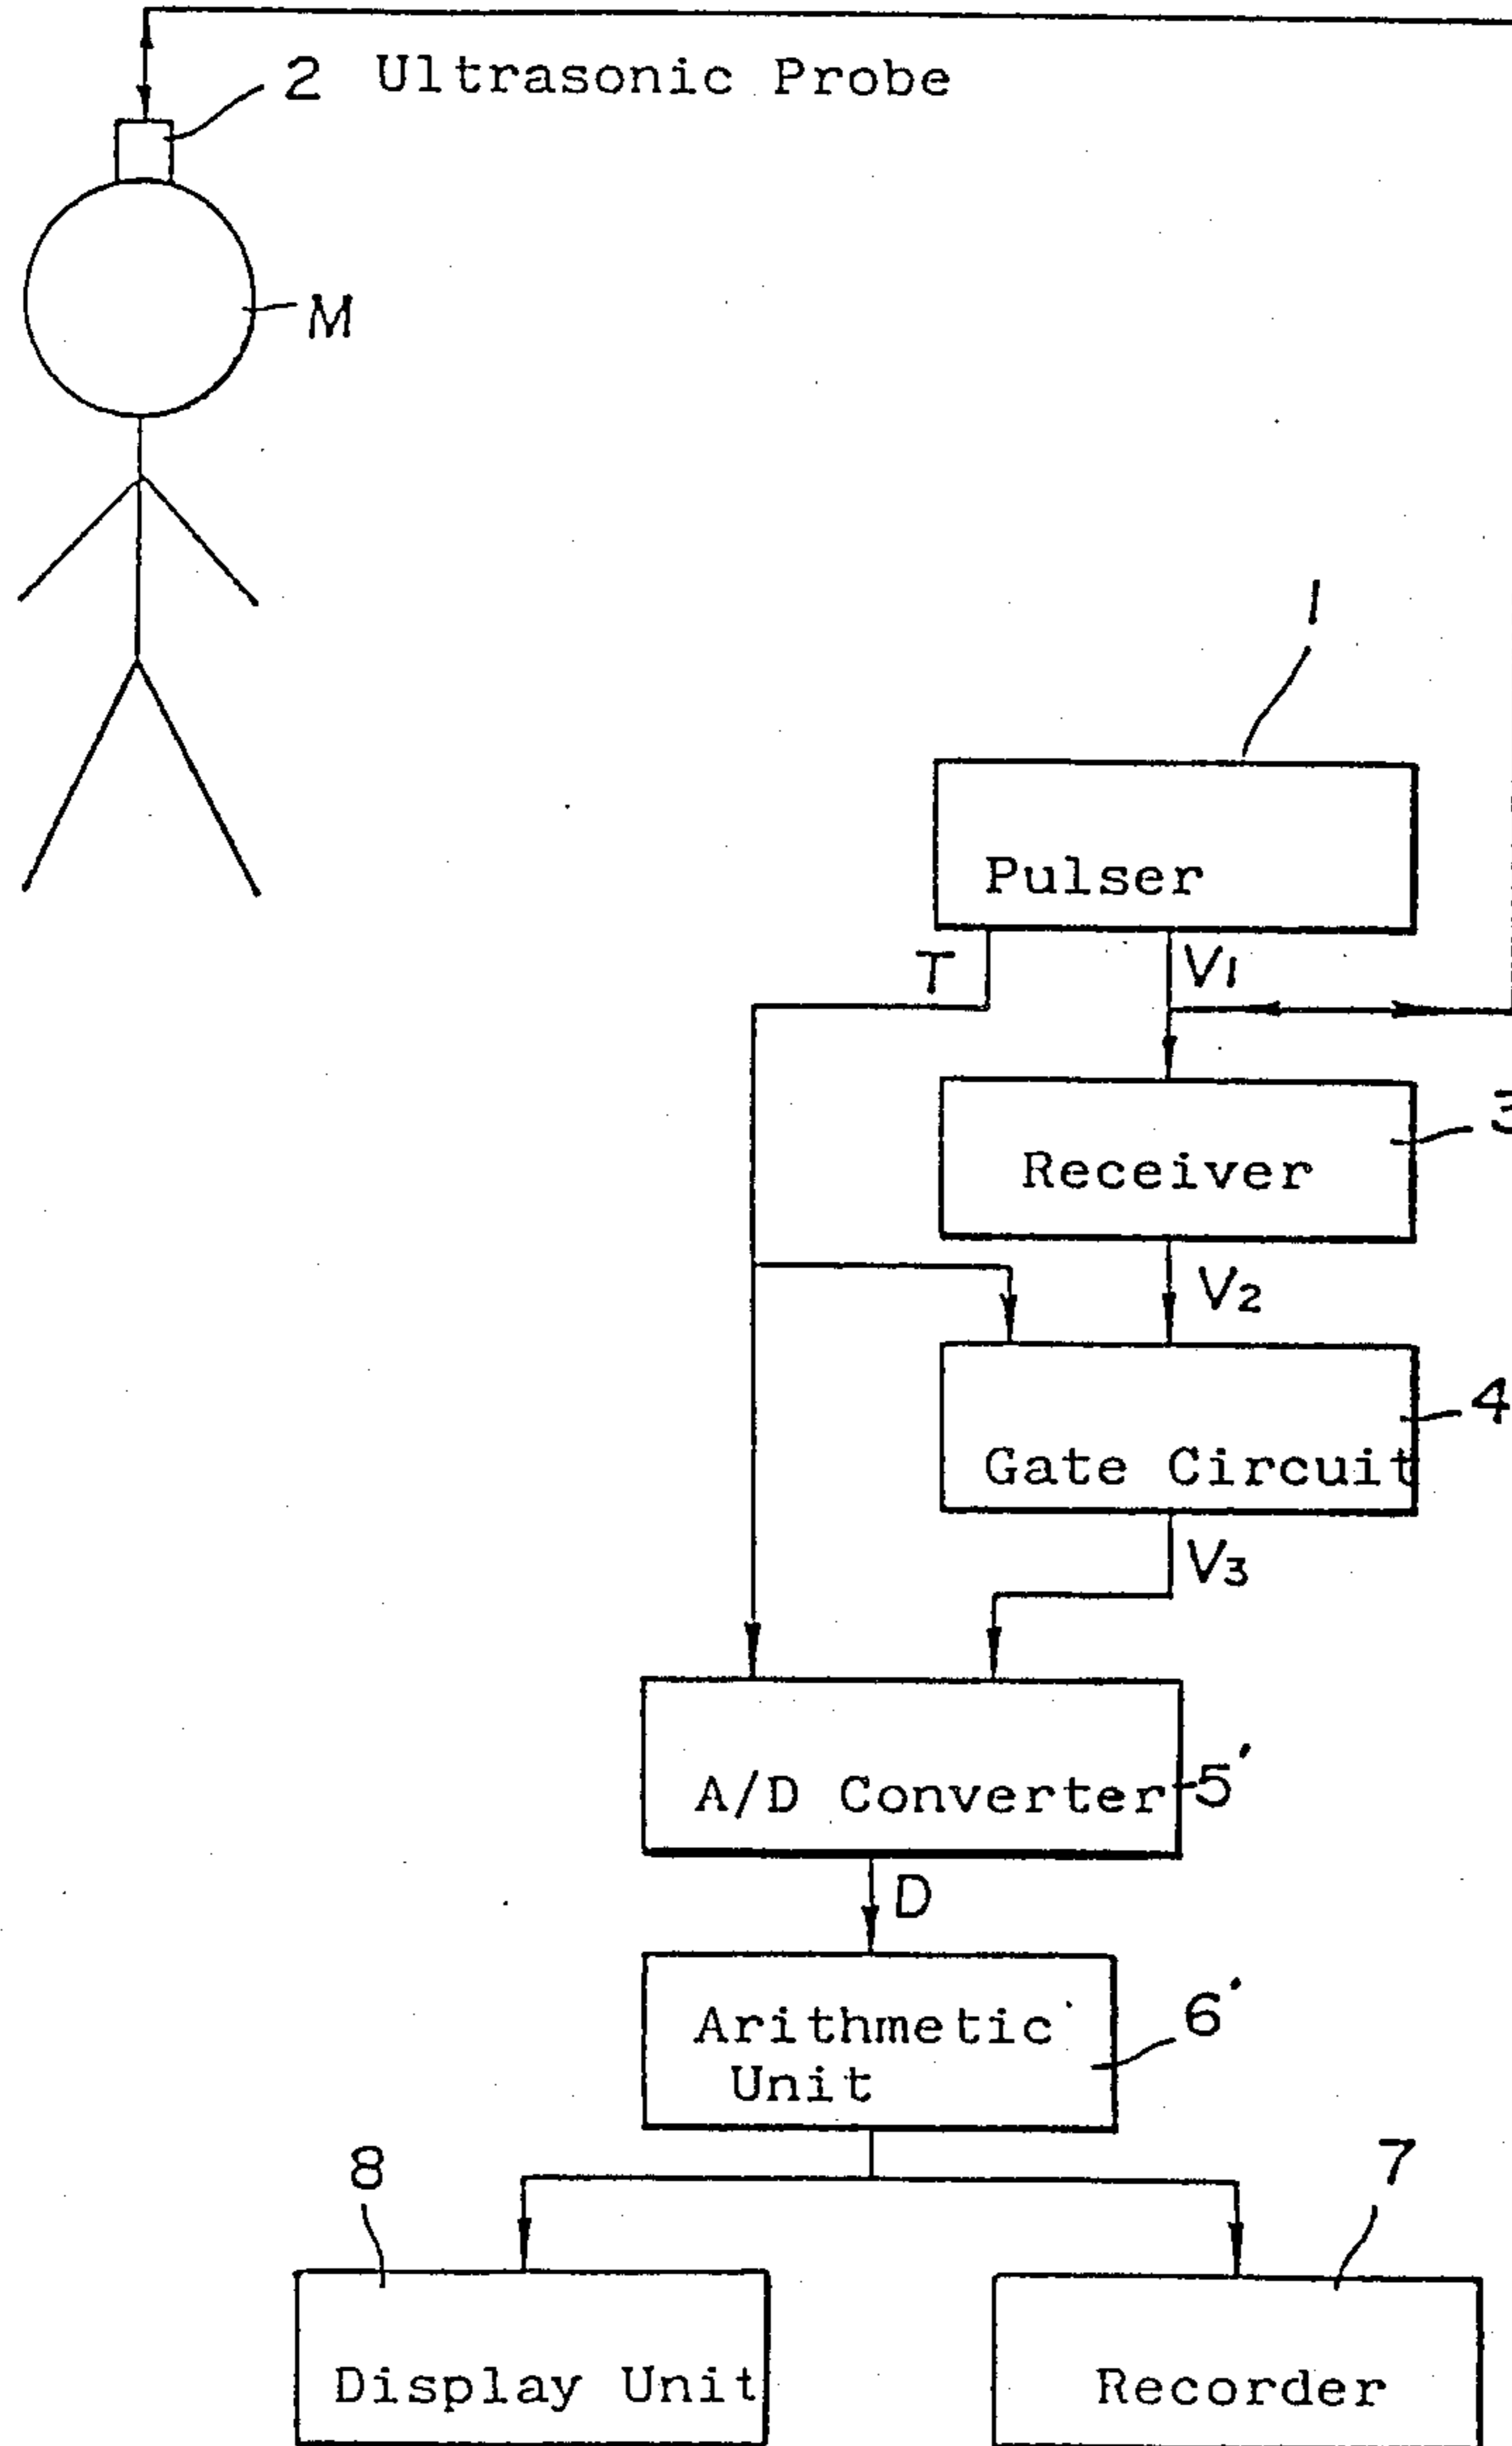 2 Ultrasonic Probe
M
1
Pulser
T
V1
3
Receiver
V2
4
Gate Circuit
V3
A/D Converter
5'
D
Arithmetic
Unit
6'
8
7
Display Unit
Recorder